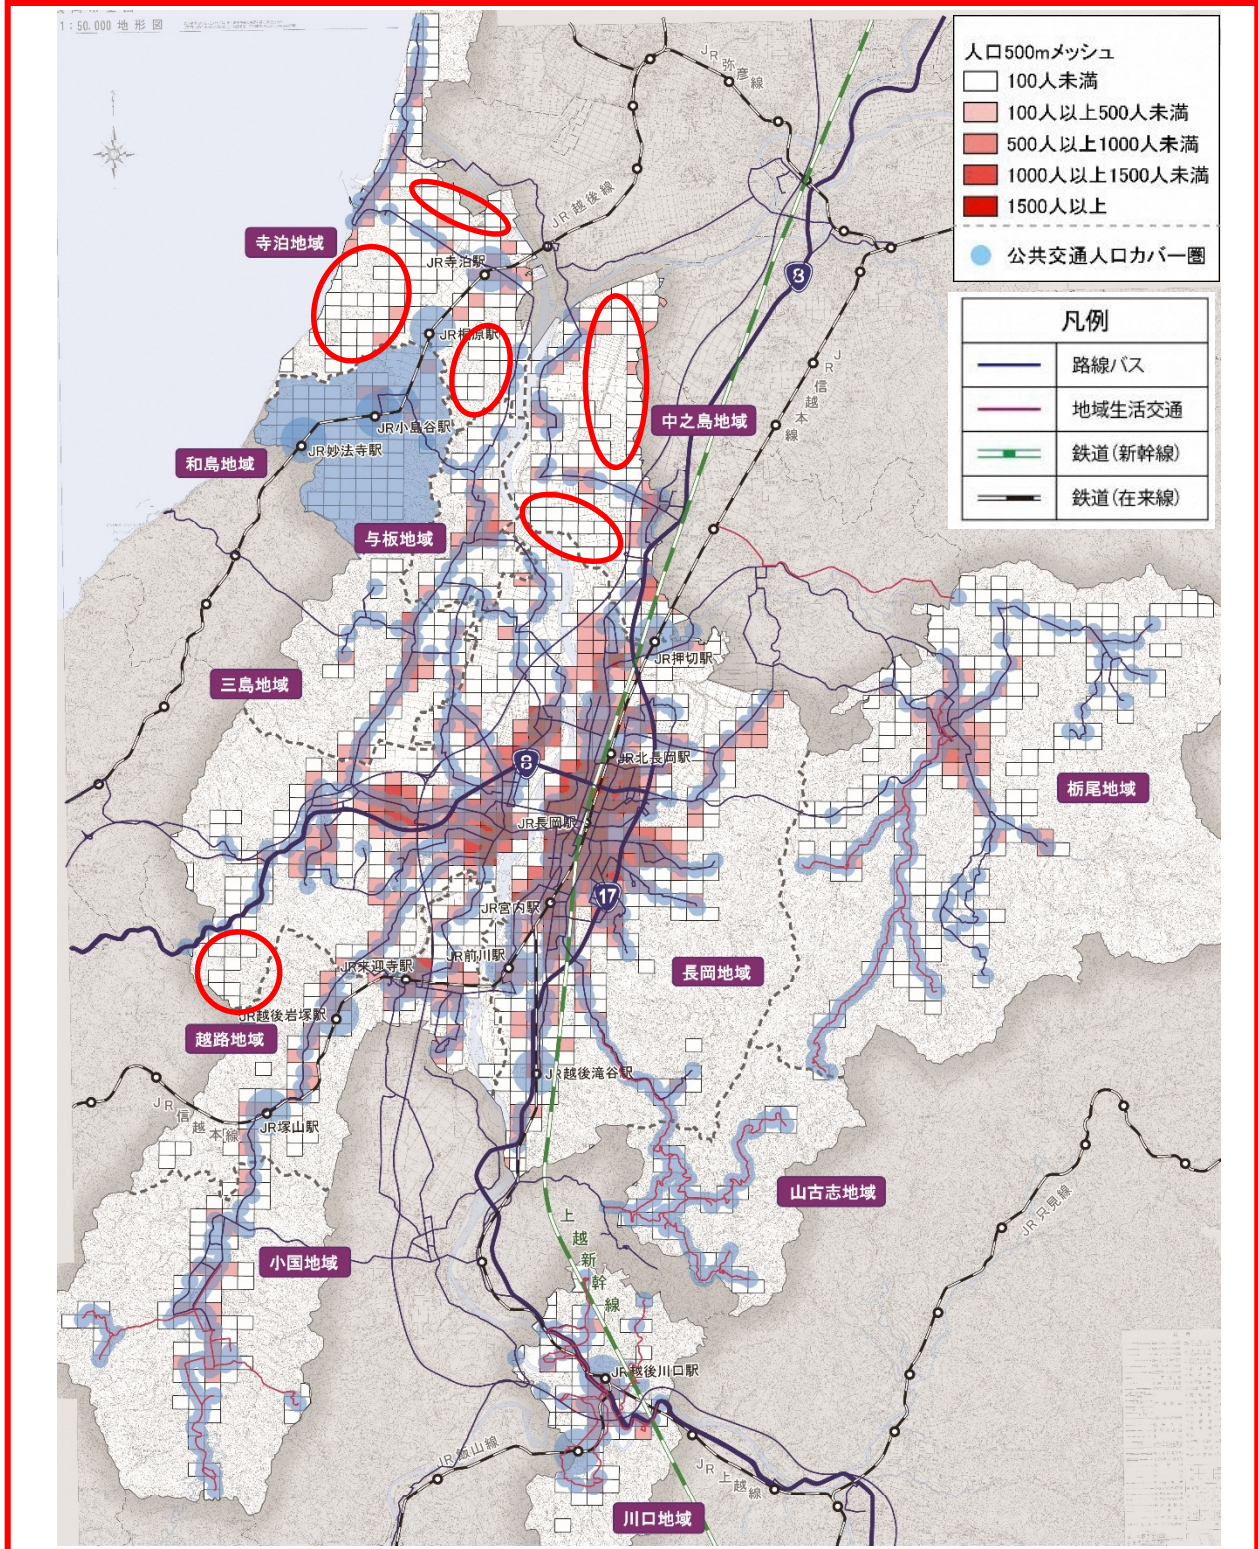 1:50,000 地形図
人口500mメッシュ
100人未満
100人以上500人未満
500人以上1000人未満
1000人以上1500人未満
1500人以上
公共交通人口カバー圏
凡例
路線バス
地域生活交通
鉄道(新幹線)
鉄道(在来線)
JR弥彦線
JR越後線
8
寺泊地域
JR寺泊駅
JR桐原駅
JR信越本線
中之島地域
JR小島谷駅
JR妙法寺駅
和島地域
与板地域
JR押切駅
三島地域
JR北長岡駅
8
栃尾地域
JR長岡駅
17
JR宮内駅
JR前川駅
JR来迎寺駅
長岡地域
JR越後岩塚駅
越路地域
JR越後滝谷駅
JR信越本線
JR塚山駅
山古志地域
JR只見線
上越新幹線
小国地域
JR越後川口駅
JR飯山線
JR上越線
川口地域